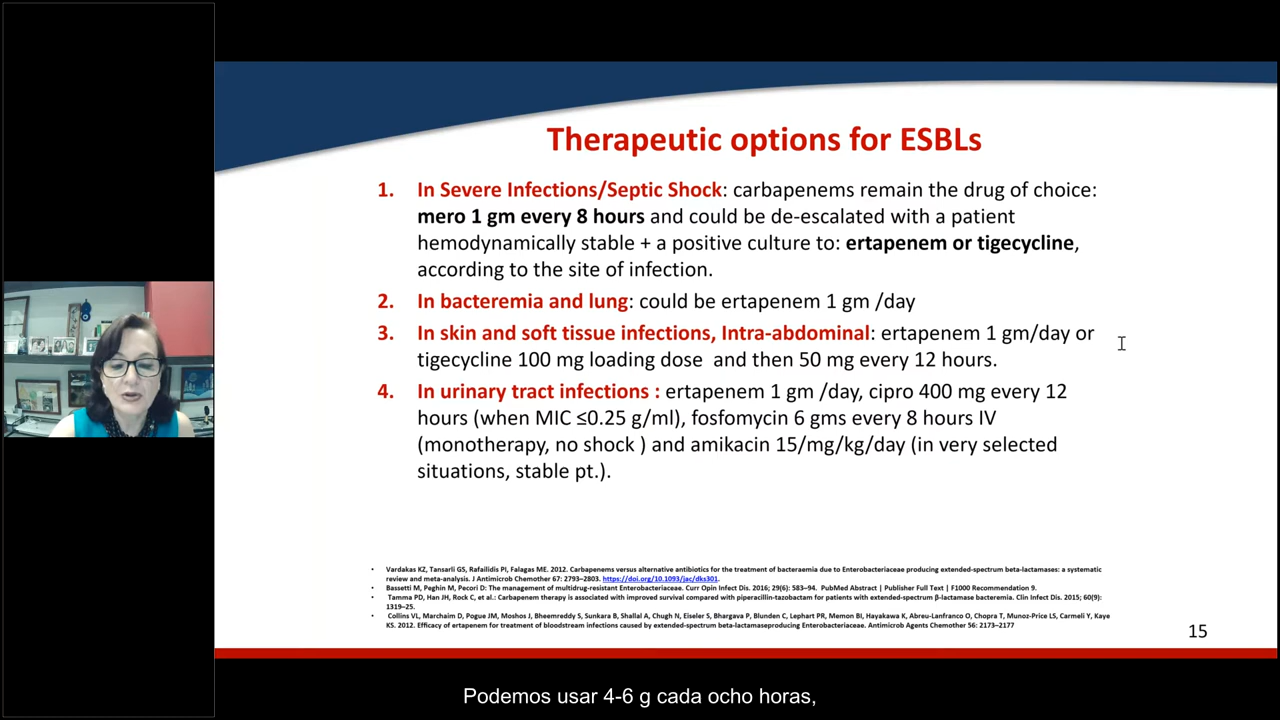 Therapeutic options for ESBLs
1. In Severe Infections/Septic Shock: carbapenems remain the drug of choice:
mero 1 gm every 8 hours and could be de-escalated with a patient
hemodynamically stable + a positive culture to: ertapenem or tigecycline,
according to the site of infection.
2. In bacteremia and lung: could be ertapenem 1 gm /day
3. In skin and soft tissue infections, Intra-abdominal: ertapenem 1 gm/day or
tigecycline 100 mg loading dose and then 50 mg every 12 hours.
4. In urinary tract infections : ertapenem 1 gm /day, cipro 400 mg every 12
hours (when MIC ≤0.25 g/ml), fosfomycin 6 gms every 8 hours IV
(monotherapy, no shock ) and amikacin 15/mg/kg/day (in very selected
situations, stable pt.).
• Vardakas KZ, Tansarli GS, Rafailidis PI, Falagas ME. 2012. Carbapenems versus alternative antibiotics for the treatment of bacteraemia due to Enterobacteriaceae producing extended-spectrum beta-lactamases: a systematic
review and meta-analysis. J Antimicrob Chemother 67: 2793–2803. https://doi.org/10.1093/jac/dks301.
• Bassetti M, Peghin M, Pecori D: The management of multidrug-resistant Enterobacteriaceae. Curr Opin Infect Dis. 2016; 29(6): 583–94. PubMed Abstract | Publisher Full Text | F1000 Recommendation 9.
• Tamma PD, Han JH, Rock C, et al.: Carbapenem therapy is associated with improved survival compared with piperacillin-tazobactam for patients with extended-spectrum β-lactamase bacteremia. Clin Infect Dis. 2015; 60(9):
1319–25.
• Collins VL, Marchaim D, Pogue JM, Moshos J, Bheemreddy S, Sunkara B, Shallal A, Chugh N, Eiseler S, Bhargava P, Blunden C, Lephart PR, Memon BI, Hayakawa K, Abreu-Lanfranco O, Chopra T, Munoz-Price LS, Carmeli Y, Kaye
KS. 2012. Efficacy of ertapenem for treatment of bloodstream infections caused by extended-spectrum beta-lactamaseproducing Enterobacteriaceae. Antimicrob Agents Chemother 56: 2173–2177
15
Podemos usar 4-6 g cada ocho horas,